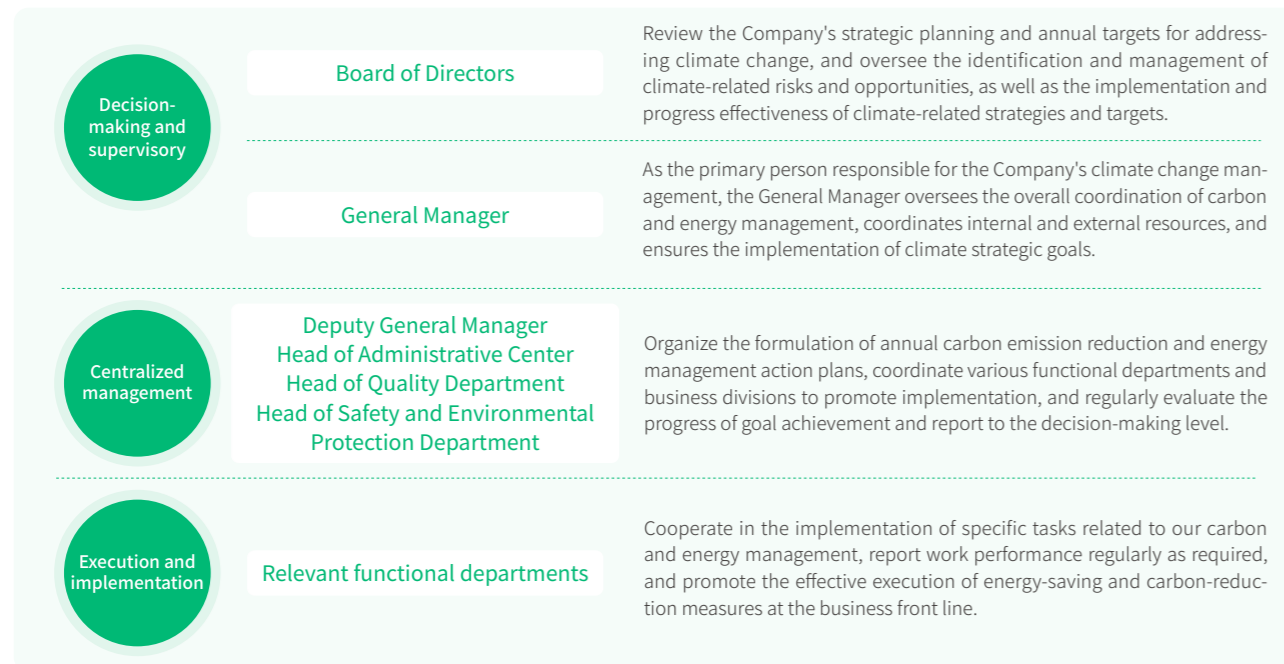 Decision-
making and
supervisory
Board of Directors
Review the Company's strategic planning and annual targets for address-
ing climate change, and oversee the identification and management of
climate-related risks and opportunities, as well as the implementation and
progress effectiveness of climate-related strategies and targets.
General Manager
As the primary person responsible for the Company's climate change man-
agement, the General Manager oversees the overall coordination of carbon
and energy management, coordinates internal and external resources, and
ensures the implementation of climate strategic goals.
Centralized
management
Deputy General Manager
Head of Administrative Center
Head of Quality Department
Head of Safety and Environmental
Protection Department
Organize the formulation of annual carbon emission reduction and energy
management action plans, coordinate various functional departments and
business divisions to promote implementation, and regularly evaluate the
progress of goal achievement and report to the decision-making level.
Execution and
implementation
Relevant functional departments
Cooperate in the implementation of specific tasks related to our carbon
and energy management, report work performance regularly as required,
and promote the effective execution of energy-saving and carbon-reduc-
tion measures at the business front line.